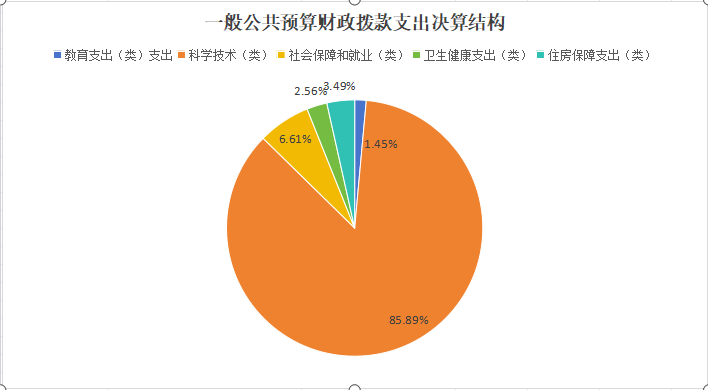 一般公共预算财政拨款支出决算结构
教育支出（类）支出 科学技术（类） 社会保障和就业（类） 卫生健康支出（类） 住房保障支出（类）
3.49%
2.56%
6.61%
1.45%
85.89%